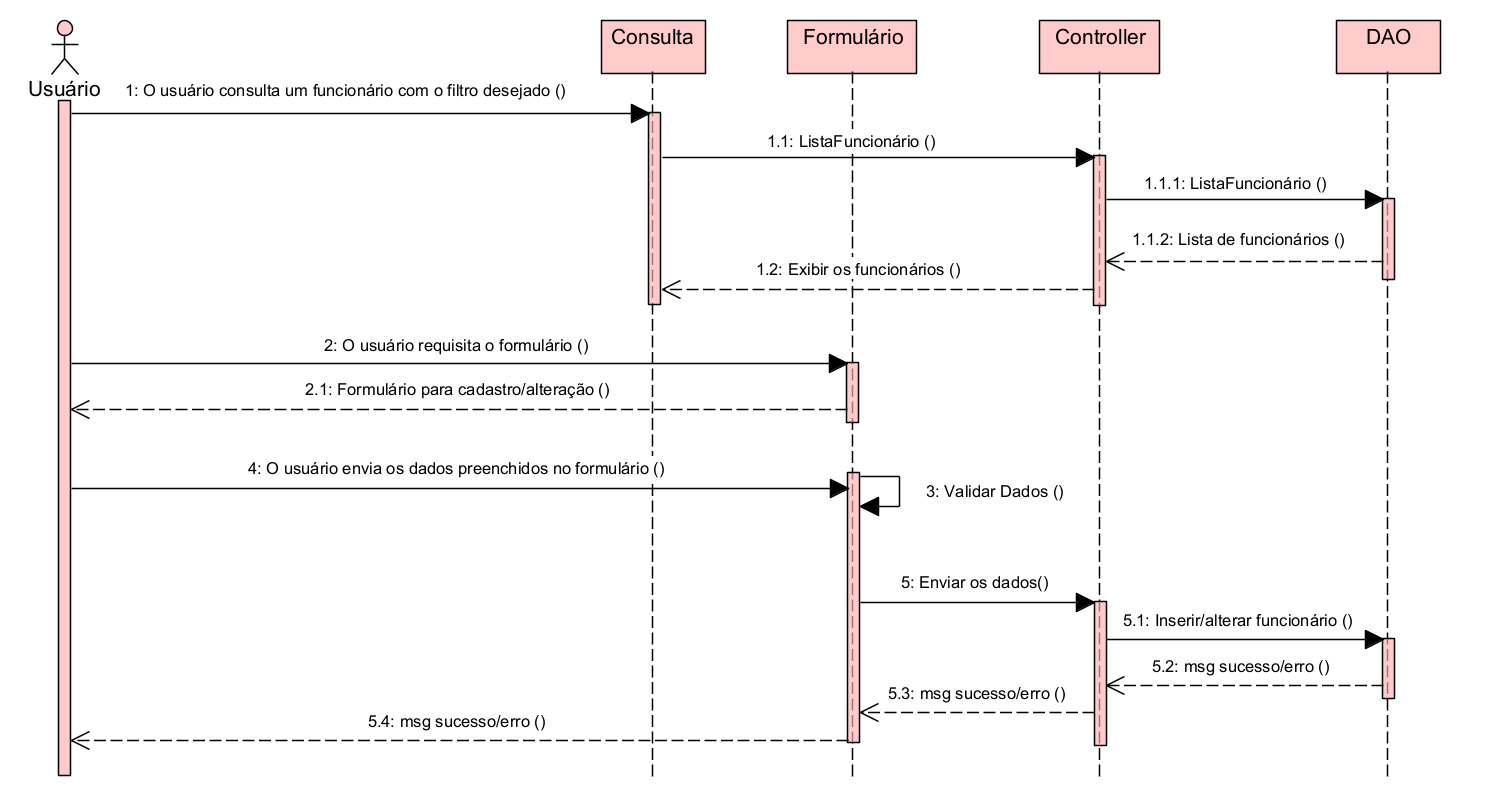 Consulta
Formulário
Controller
DAO
Usuário
1: O usuário consulta um funcionário com o filtro desejado ()
1.1: ListaFuncionário ()
1.1.1: ListaFuncionário ()
1.1.2: Lista de funcionários ()
1.2: Exibir os funcionários ()
2: O usuário requisita o formulário ()
2.1: Formulário para cadastro/alteração ()
4: O usuário envia os dados preenchidos no formulário ()
3: Validar Dados ()
5: Enviar os dados()
5.1: Inserir/alterar funcionário ()
5.2: msg sucesso/erro ()
5.3: msg sucesso/erro ()
5.4: msg sucesso/erro ()